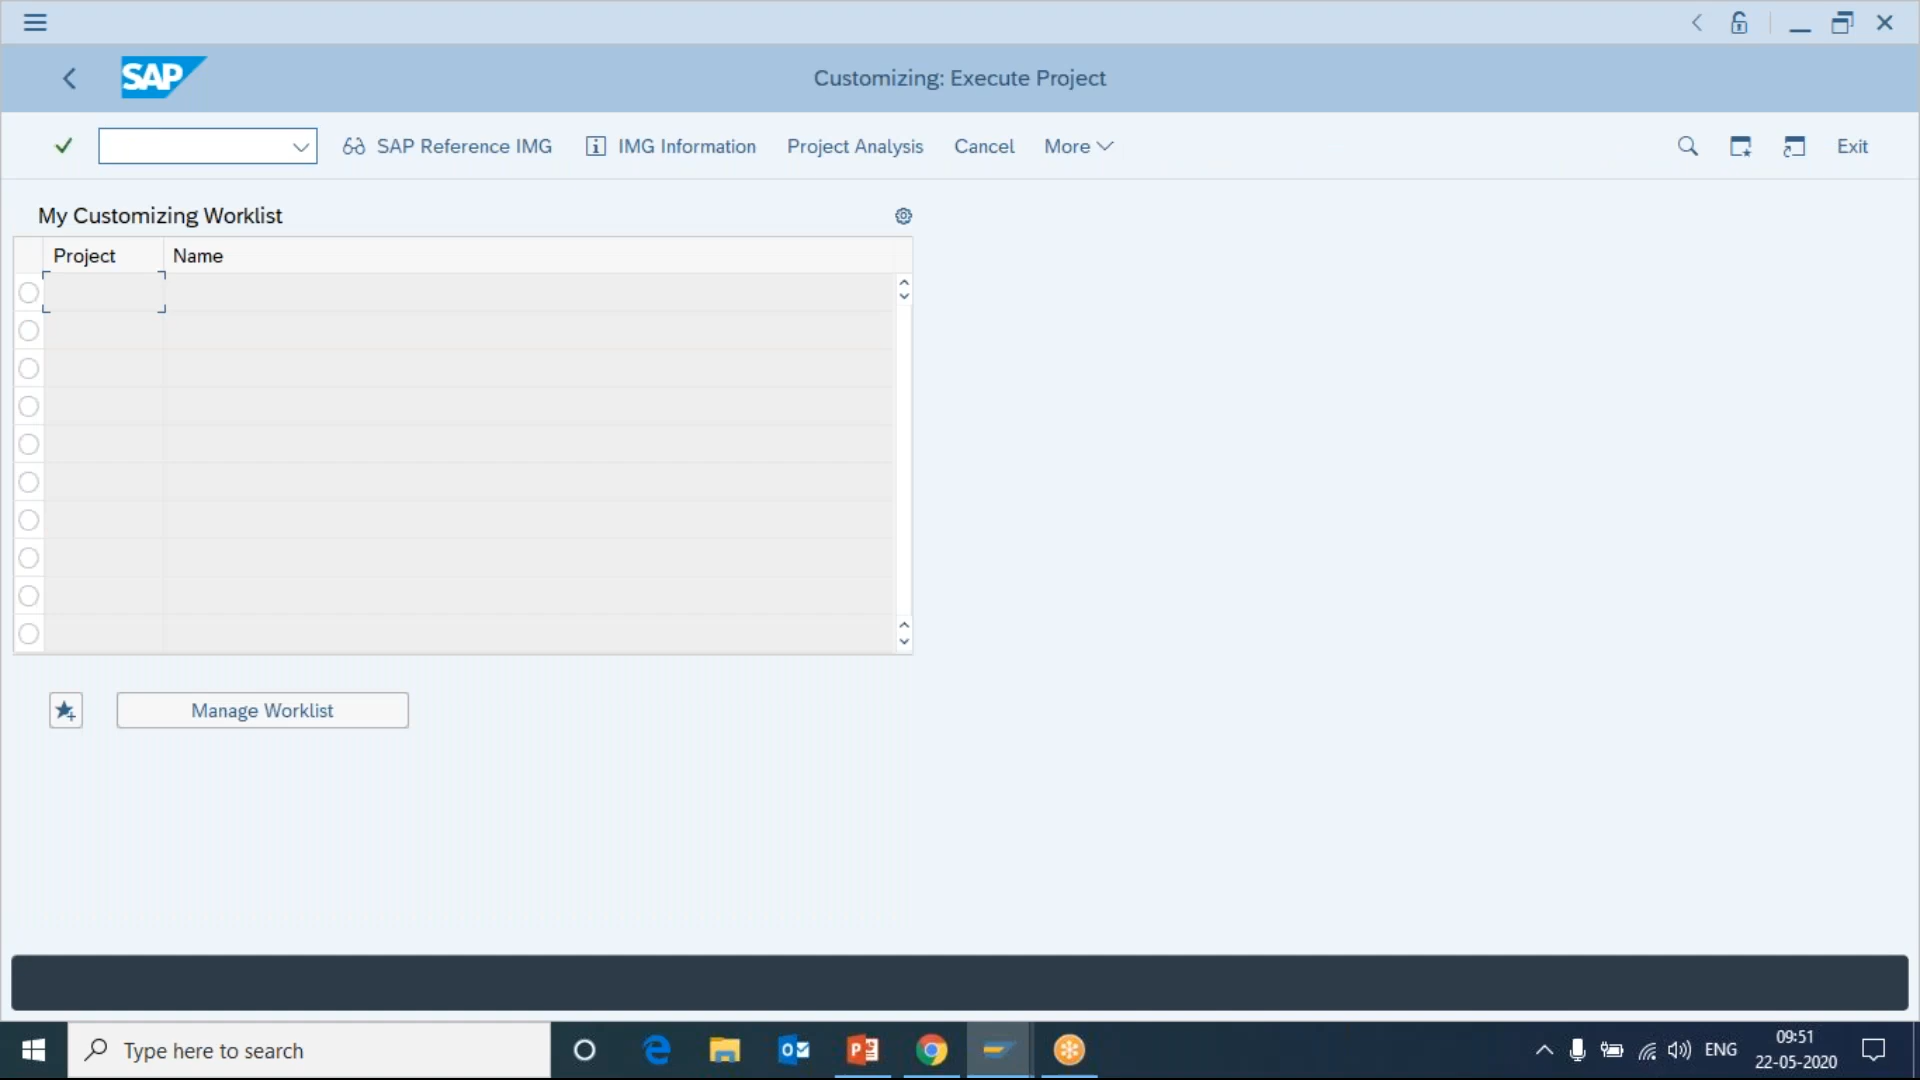 SAP
Customizing: Execute Project
SAP Reference IMG
IMG Information
Project Analysis
Cancel
More
Exit
My Customizing Worklist
Project
Name
Manage Worklist
Type here to search
ENG
09:51
22-05-2020